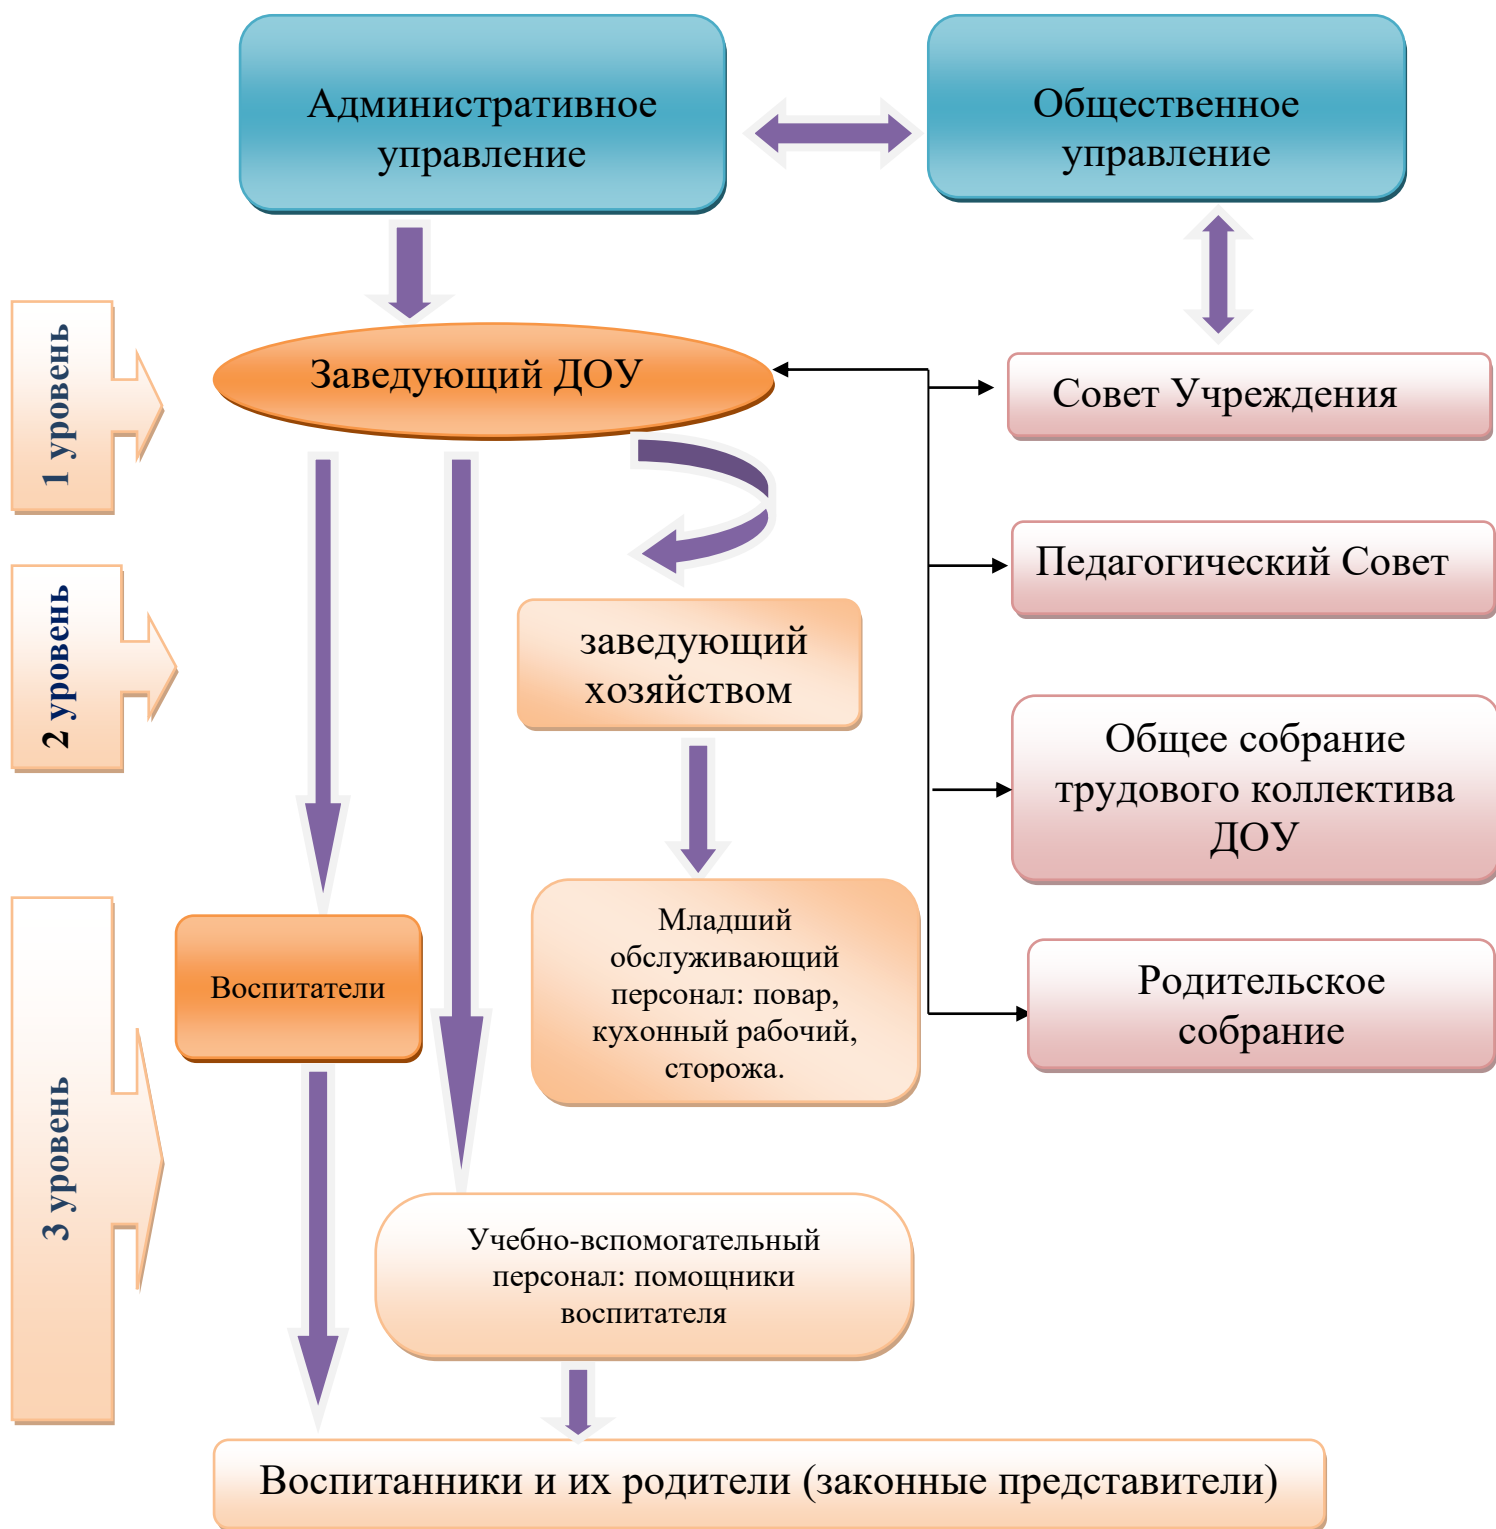 Административное
управление
Общественное
управление
1 уровень
Заведующий ДОУ
Совет Учреждения
2 уровень
Педагогический Совет
заведующий
хозяйством
Общее собрание
трудового коллектива
ДОУ
3 уровень
Воспитатели
Младший
обслуживающий
персонал: повар,
кухонный рабочий,
сторожа.
Родительское
собрание
Учебно-вспомогательный
персонал: помощники
воспитателя
Воспитанники и их родители (законные представители)